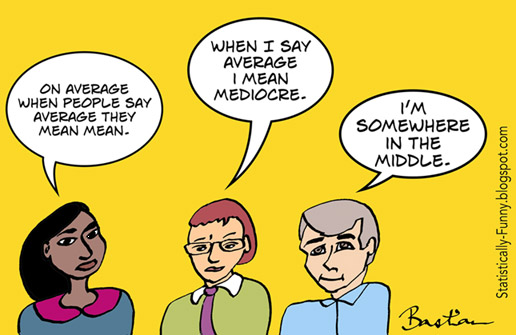 ON AVERAGE
WHEN PEOPLE SAY
AVERAGE THEY
MEAN MEAN.
WHEN I SAY
AVERAGE
I MEAN
MEDIOCRE.
I'M
SOMEWHERE
IN THE
MIDDLE.
Statistically-Funny.blogspot.com
Bastian